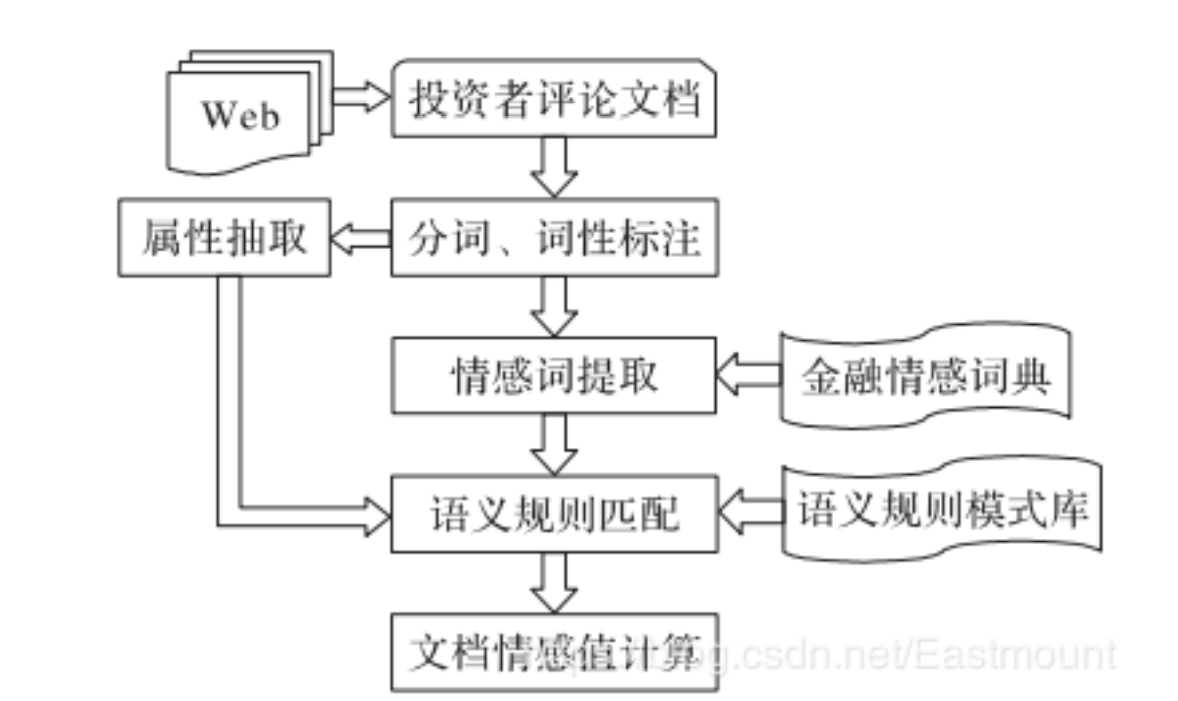 Web
投资者评论文档
属性抽取
分词、词性标注
情感词提取
金融情感词典
语义规则匹配
语义规则模式库
文档情感值计算
blog.csdn.net/Eastmount